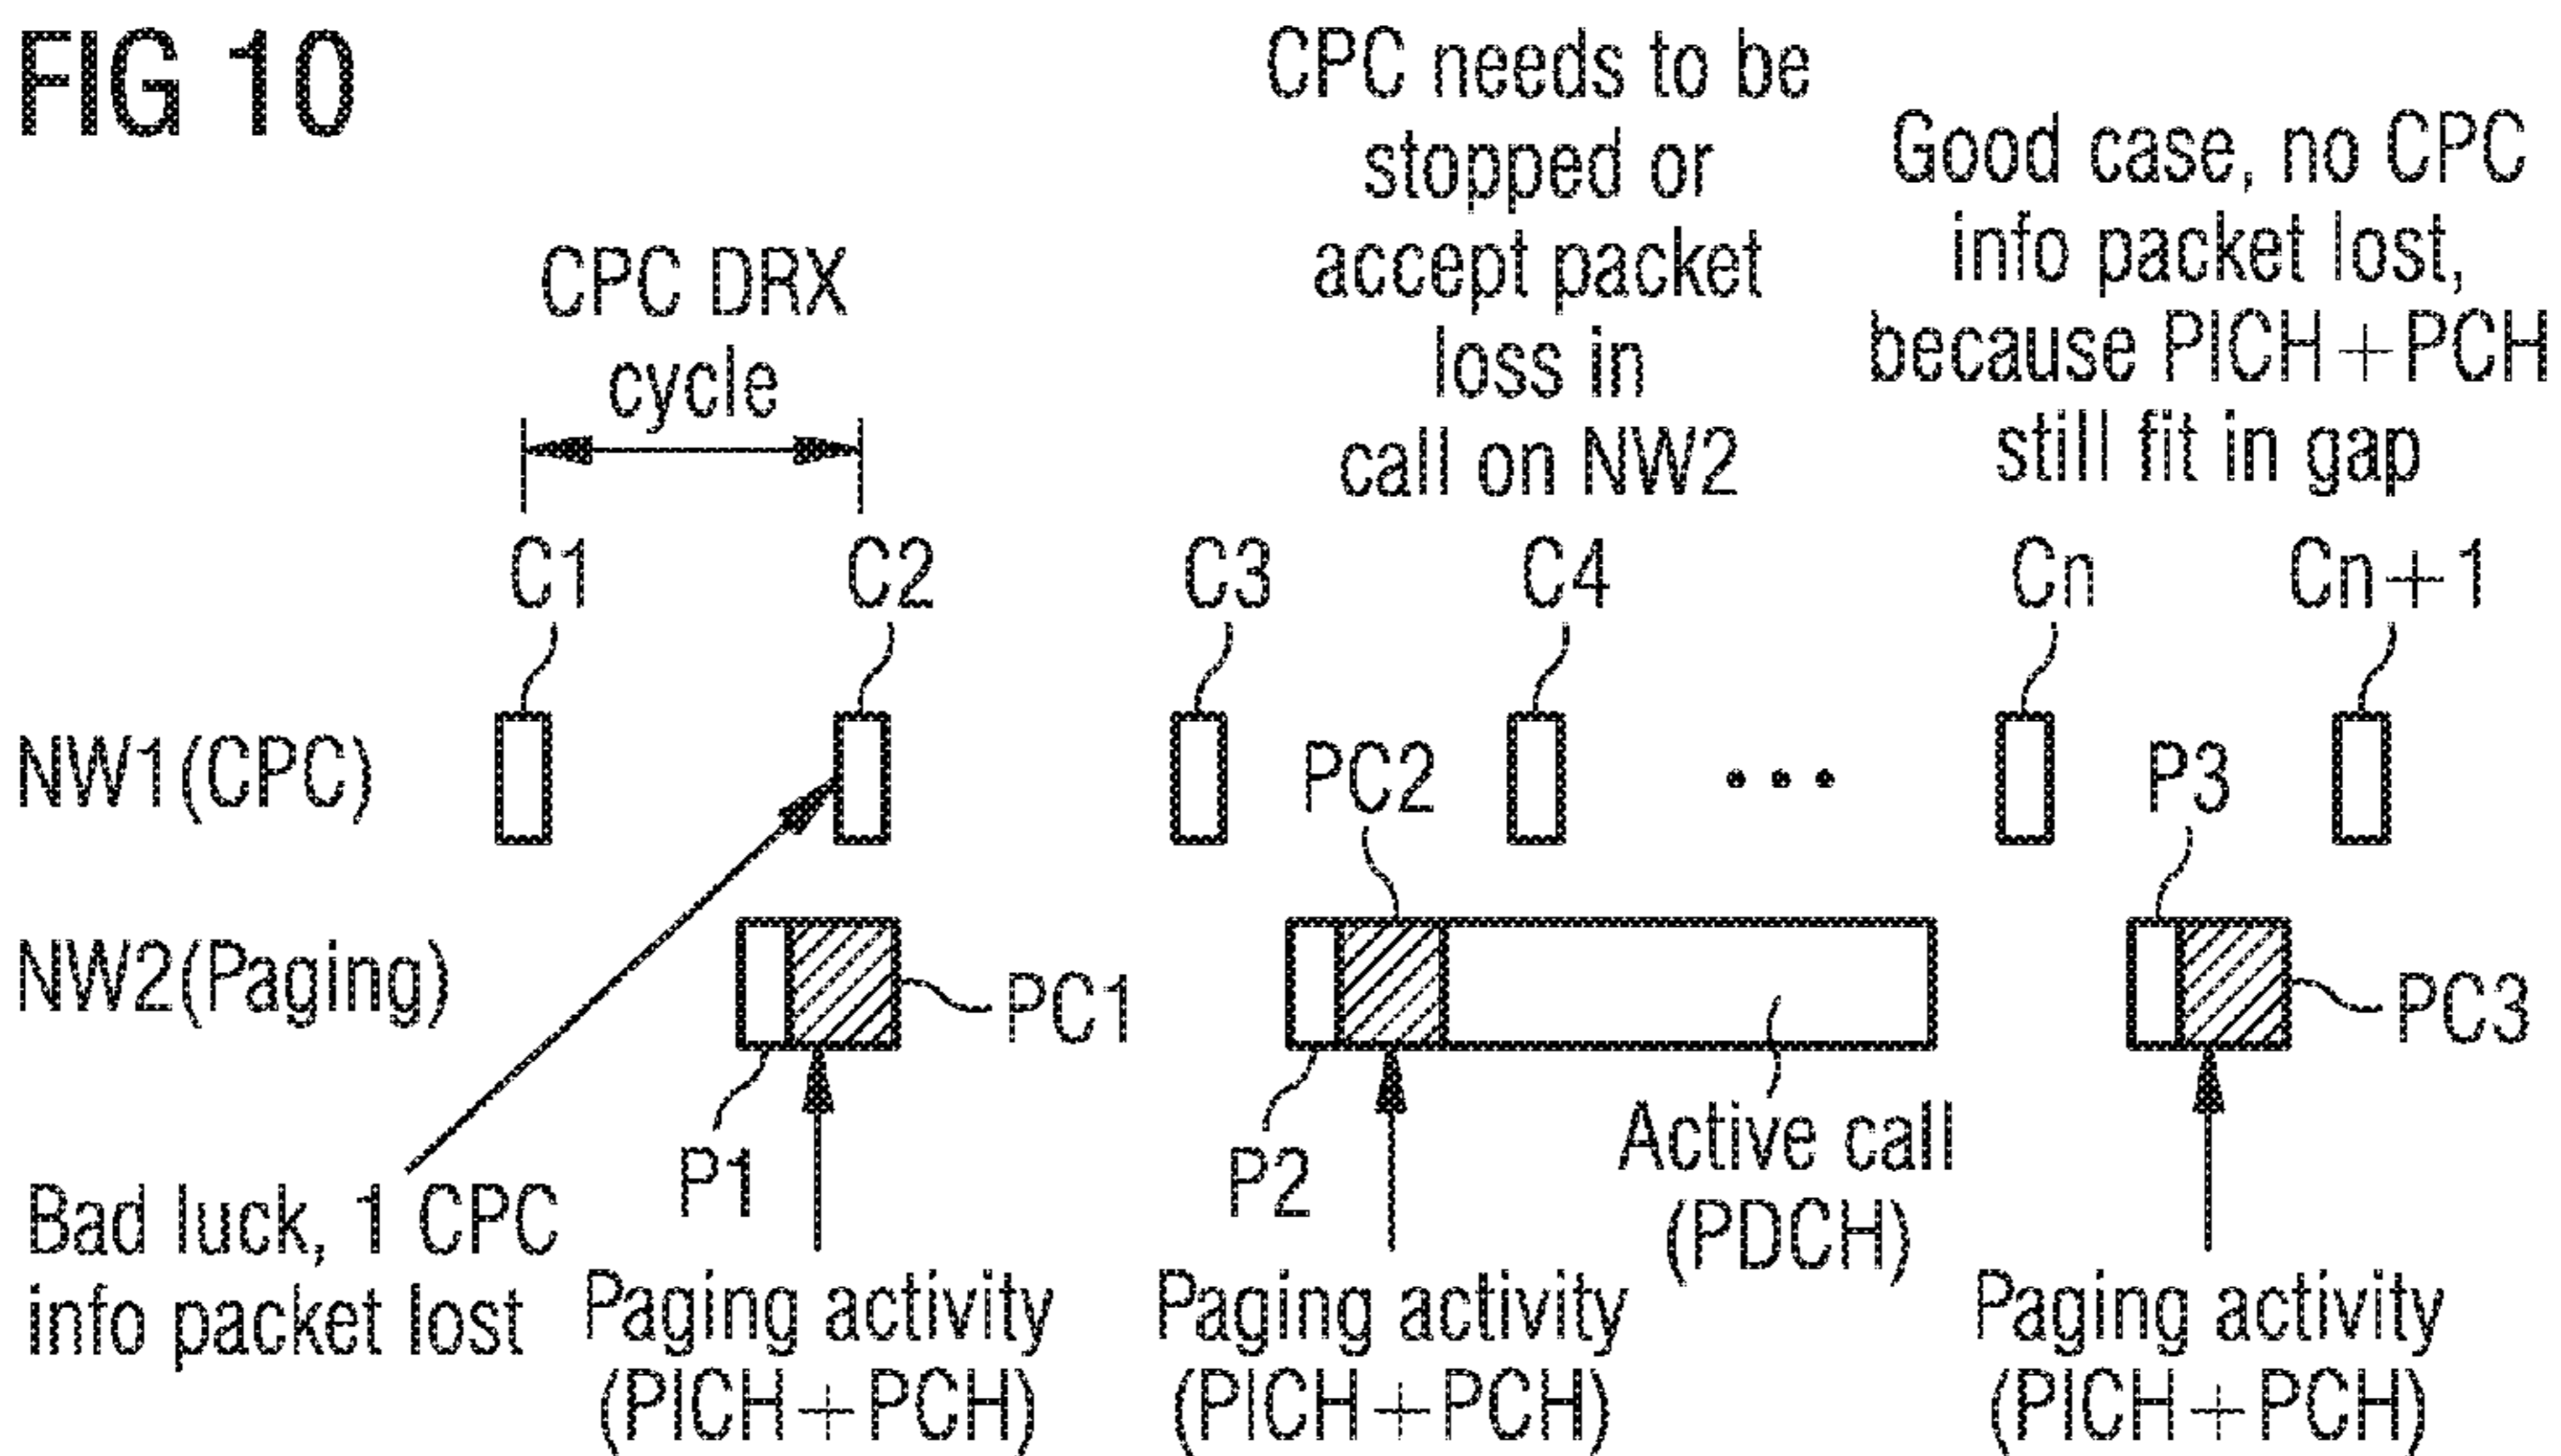 FIG 10
CPC DRX
cycle
CPC needs to be
stopped or
accept packet
loss in
call on NW2
Good case, no CPC
info packet lost,
because PICH+PCH
still fit in gap
C1
C2
C3
C4
Cn
Cn+1
NW1(CPC)
PC2
...
P3
NW2(Paging)
PC1
PC3
P1
P2
Active call
(PDCH)
Bad luck, 1 CPC
info packet lost
Paging activity
(PICH+PCH)
Paging activity
(PICH+PCH)
Paging activity
(PICH+PCH)